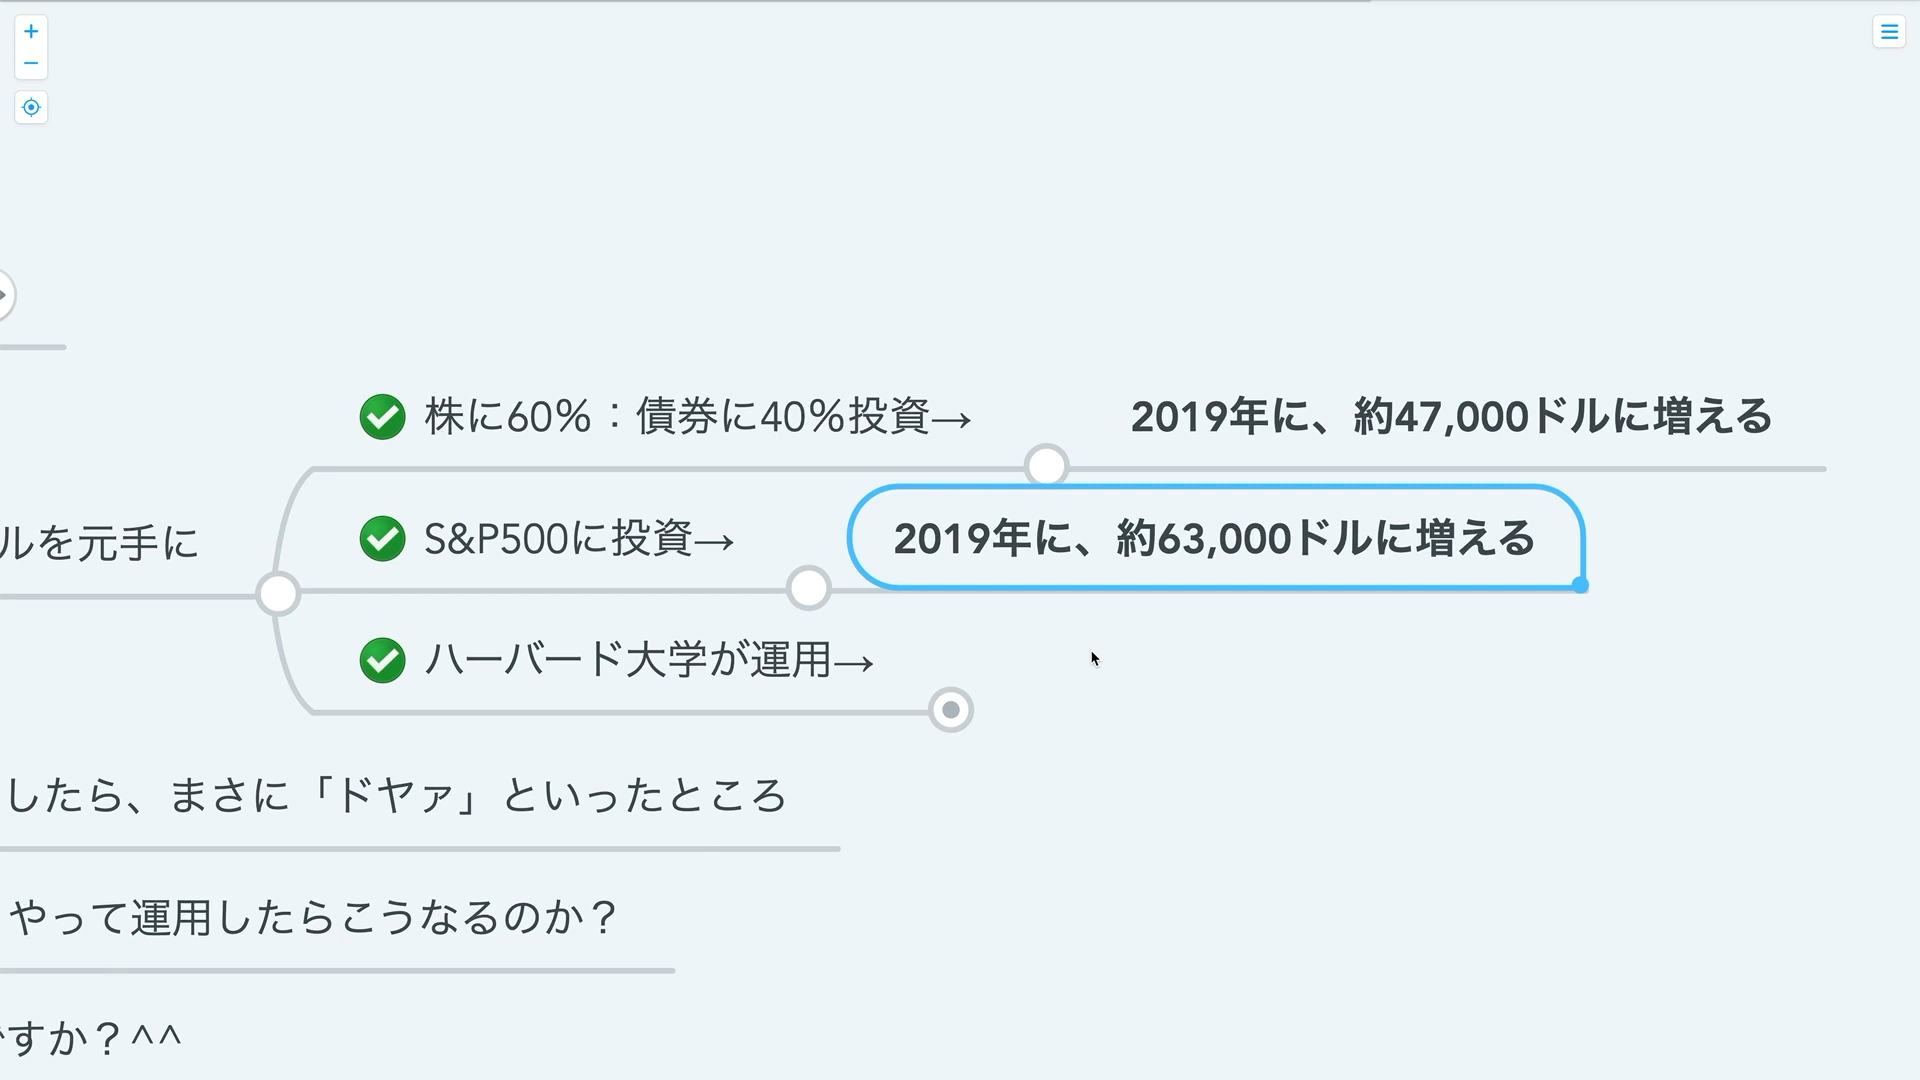 株に60%：債券に40%投資→
2019年に、約47,000ドルに増える
ルを元手に
S&P500に投資→
2019年に、約63,000ドルに増える
ハーバード大学が運用→
したら、まさに「ドヤァ」といったところ
やって運用したらこうなるのか？
すか？^^